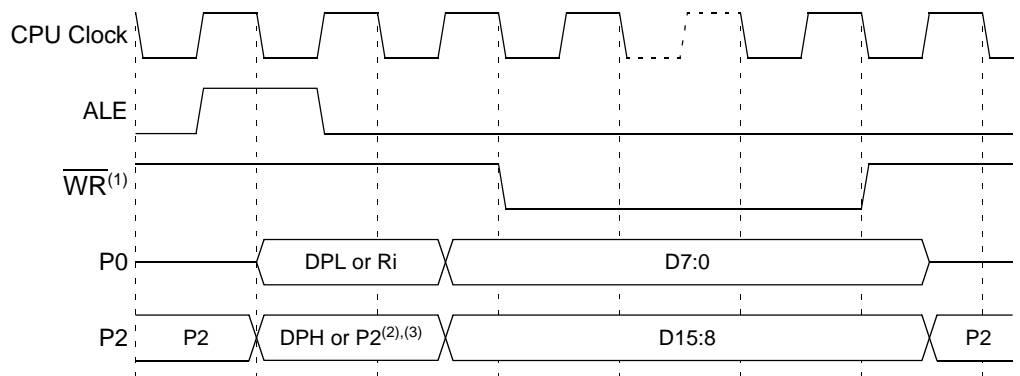 CPU Clock
ALE
WR(1)
P0 DPL or Ri D7:0
P2 P2 DPH or P2(2),(3) D15:8 P2